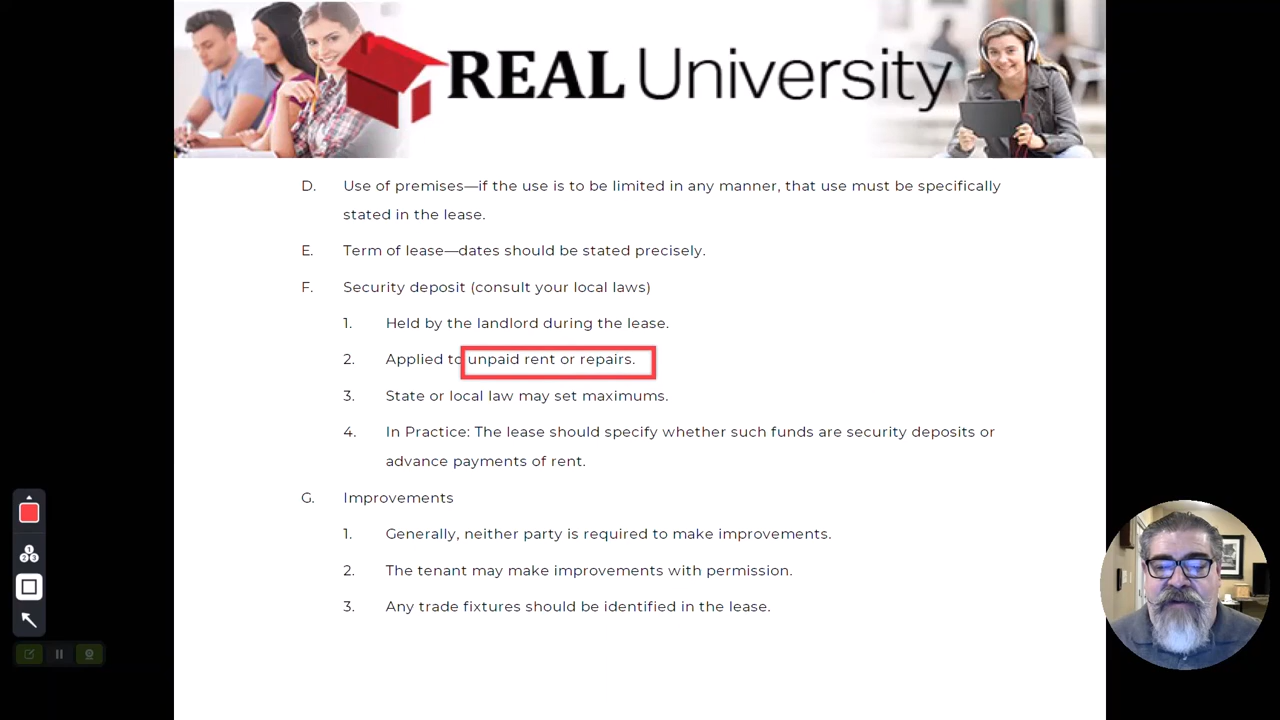 REAL University
D. Use of premises—if the use is to be limited in any manner, that use must be specifically
stated in the lease.
E. Term of lease—dates should be stated precisely.
F. Security deposit (consult your local laws)
1. Held by the landlord during the lease.
2. Applied to unpaid rent or repairs.
3. State or local law may set maximums.
4. In Practice: The lease should specify whether such funds are security deposits or
advance payments of rent.
G. Improvements
1. Generally, neither party is required to make improvements.
2. The tenant may make improvements with permission.
3. Any trade fixtures should be identified in the lease.